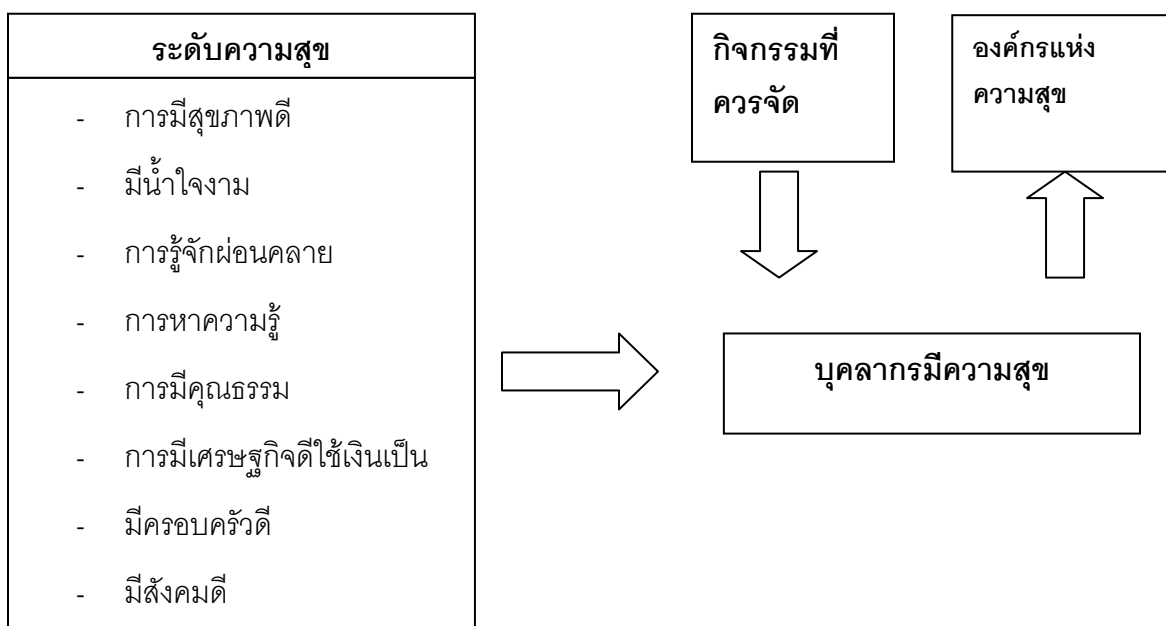 ระดับความสุข
- การมีสุขภาพดี
- มีน้ำใจงาม
- การรู้จักผ่อนคลาย
- การหาความรู้
- การมีคุณธรรม
- การมีเศรษฐกิจดีใช้เงินเป็น
- มีครอบครัวดี
- มีสังคมดี
กิจกรรมที่
ควรจัด
องค์กรแห่ง
ความสุข
บุคลากรมีความสุข